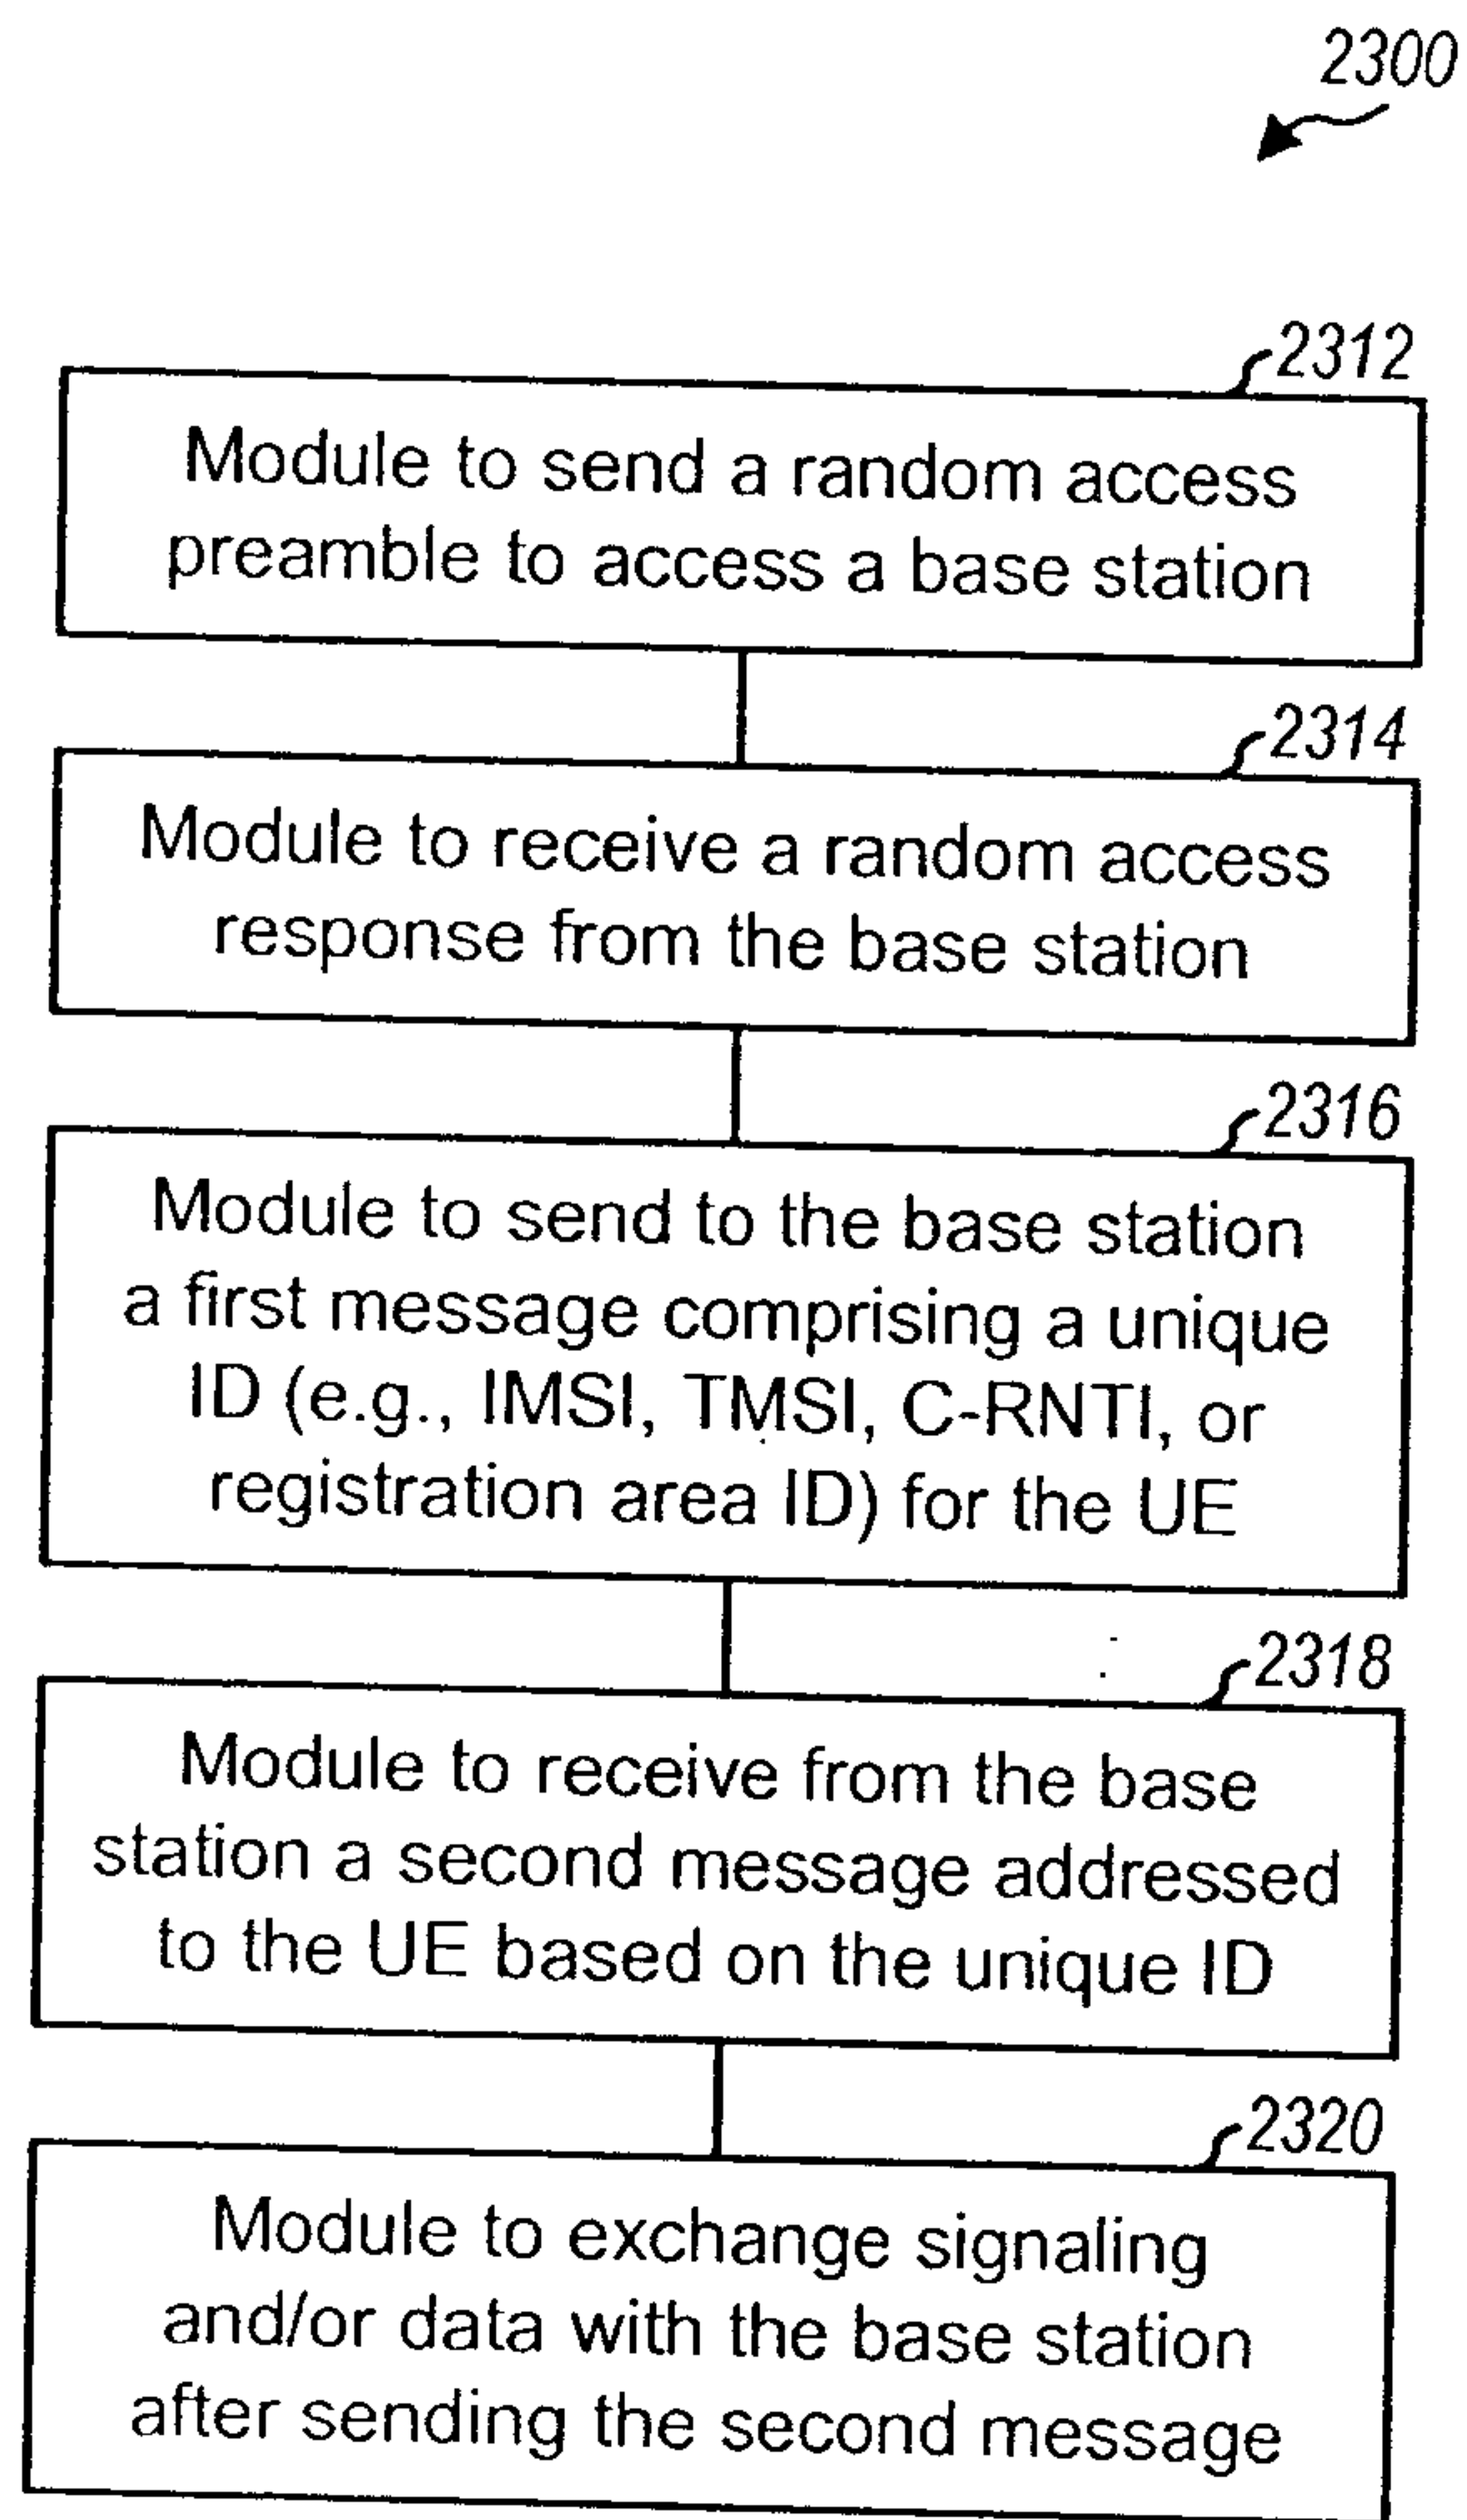 2300
2312
Module to send a random access
preamble to access a base station
2314
Module to receive a random access
response from the base station
2316
Module to send to the base station
a first message comprising a unique
ID (e.g., IMSI, TMSI, C-RNTI, or
registration area ID) for the UE
2318
Module to receive from the base
station a second message addressed
to the UE based on the unique ID
2320
Module to exchange signaling
and/or data with the base station
after sending the second message